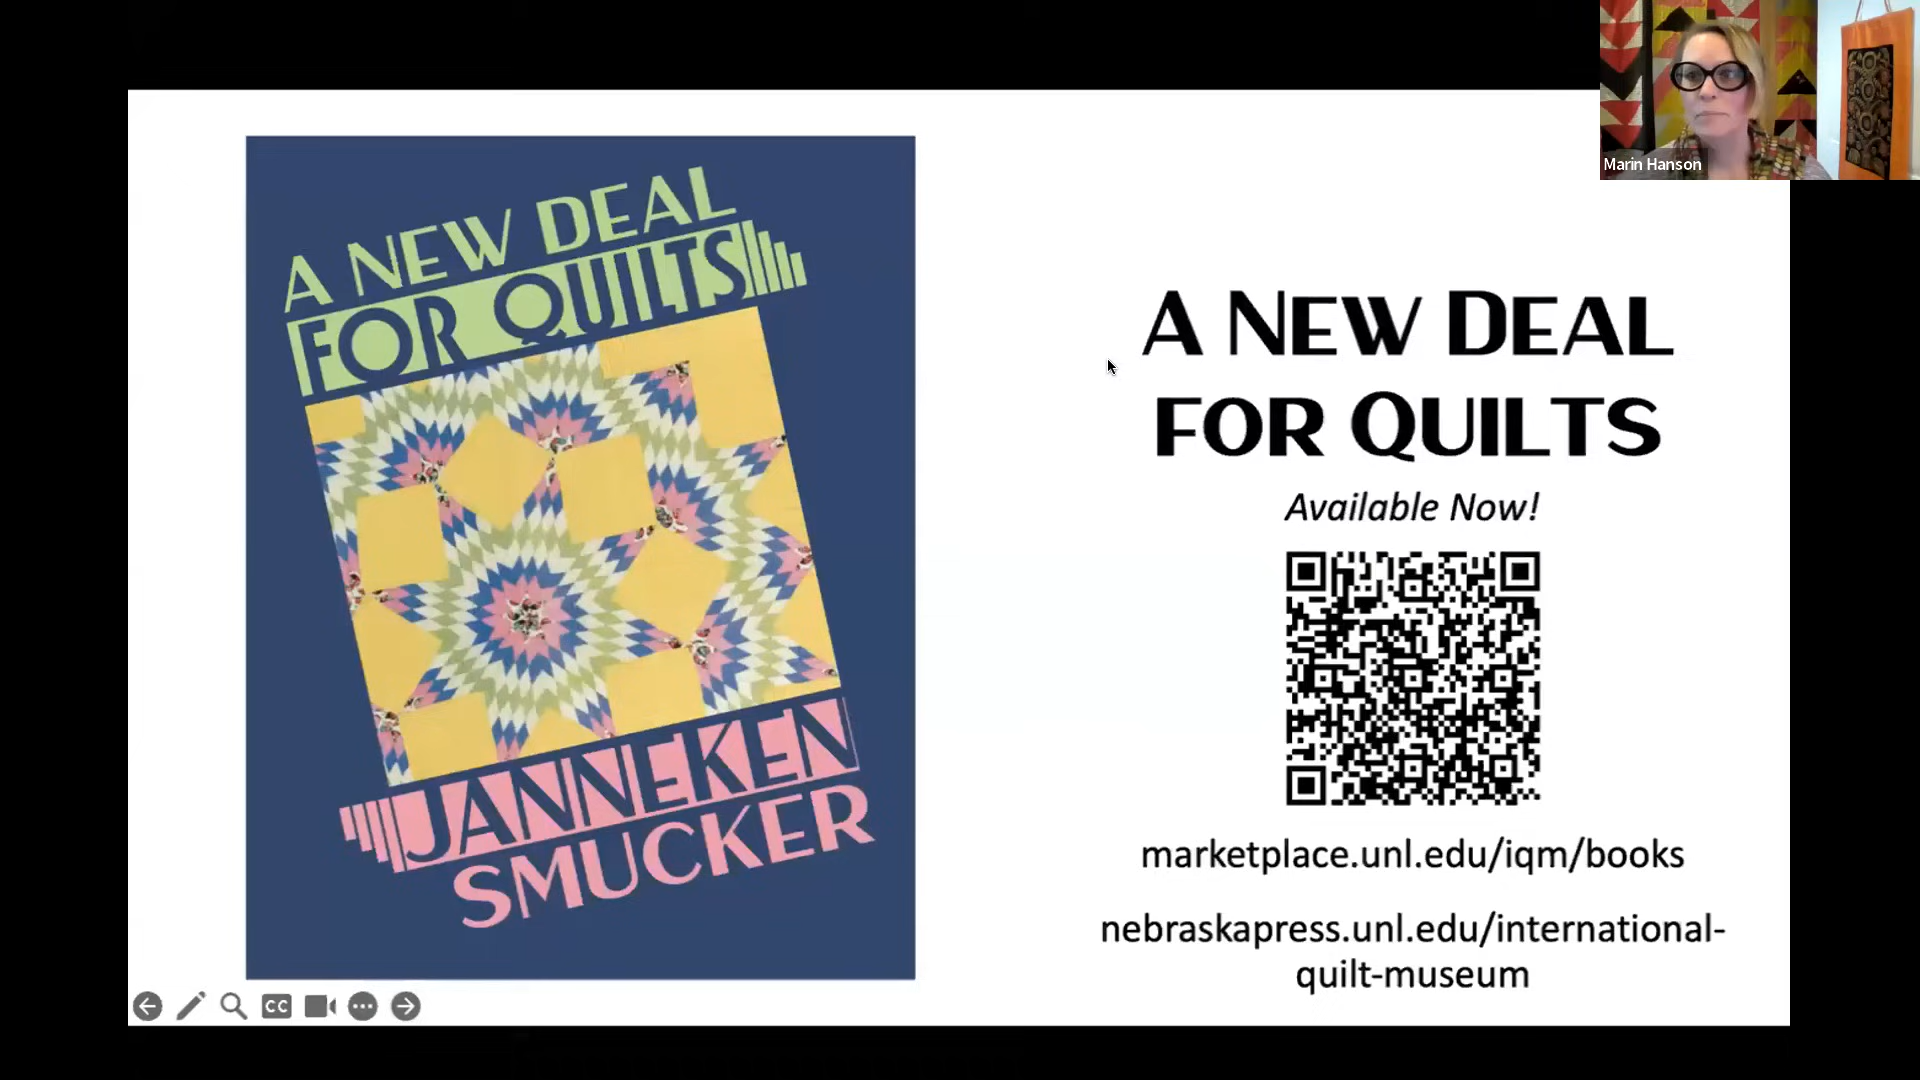 A NEW DEAL
FOR QUILTS
JANNEKEN
SMUCKER
A NEW DEAL
FOR QUILTS
Available Now!
marketplace.unl.edu/iqm/books
nebraskapress.unl.edu/international-
quilt-museum
Marin Hanson
CC